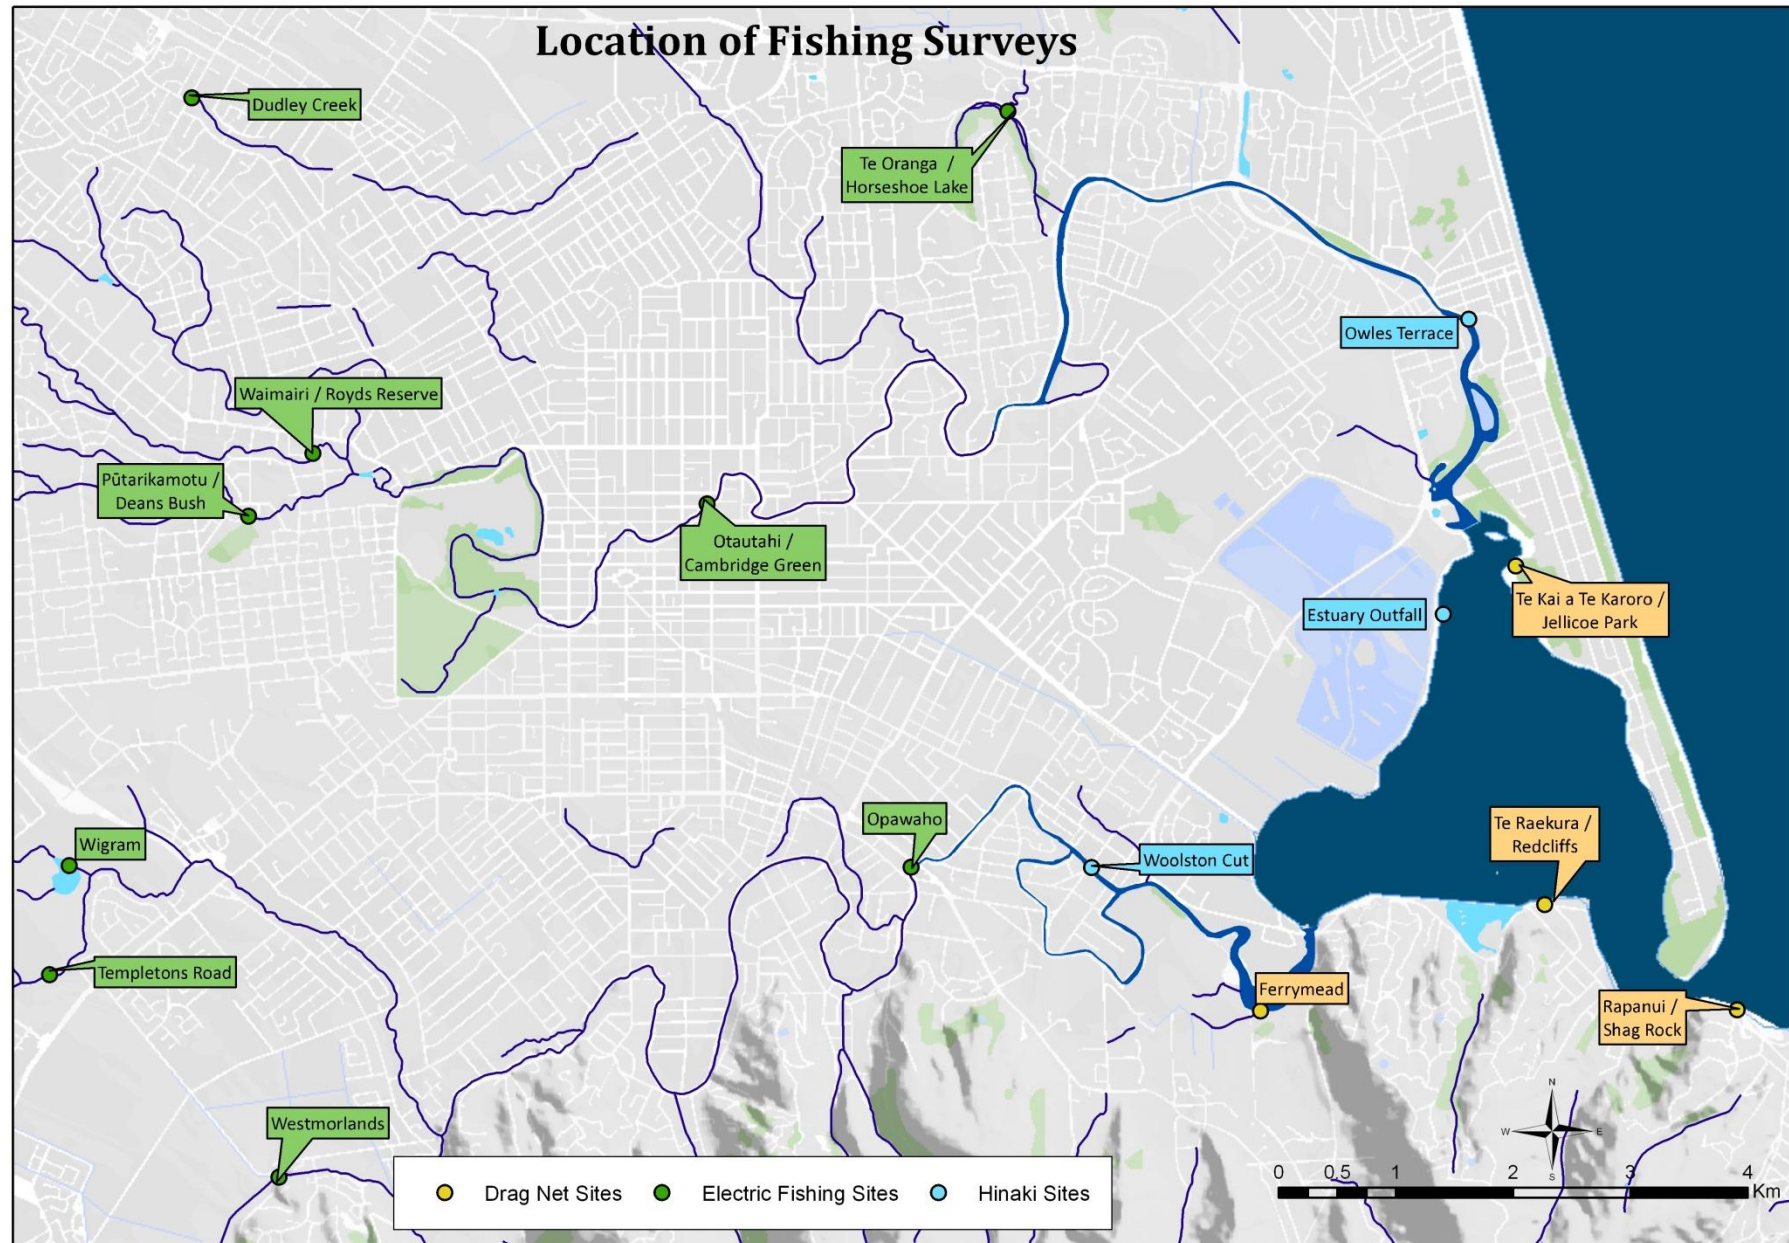 Location of Fishing Surveys
Dudley Creek
Te Oranga /
Horseshoe Lake
Owles Terrace
Waimairi / Royds Reserve
Pūtarikamotu /
Deans Bush
Otautahi /
Cambridge Green
Te Kai a Te Karoro /
Jellicoe Park
Estuary Outfall
Opawaho
Te Raekura /
Redcliffs
Wigram
Woolston Cut
Templetons Road
Ferrymead
Rapanui /
Shag Rock
Westmorlands
N
W
E
S
Drag Net Sites
Electric Fishing Sites
Hinaki Sites
0 0.5 1 2 3 4
Km